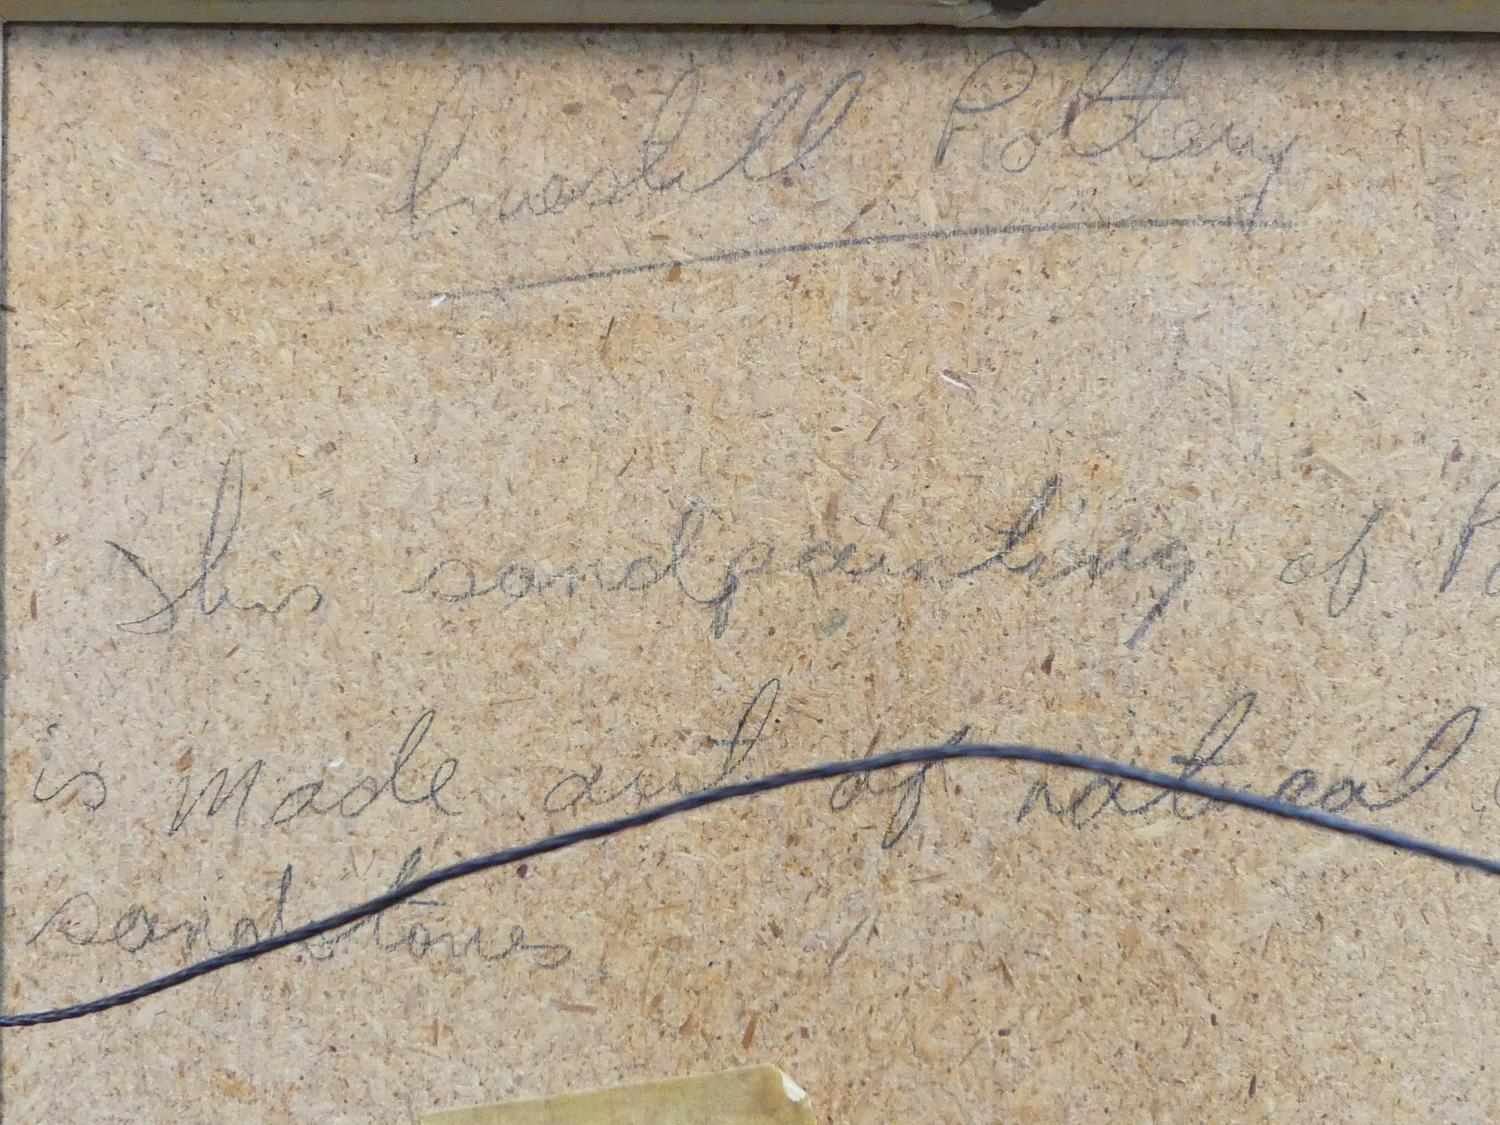 Pottery
This sandpainting of
is made out of natural
sandstones